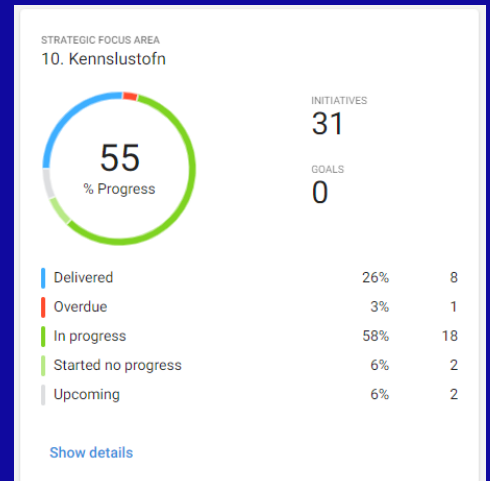 STRATEGIC FOCUS AREA
10. Kennslustofn
55
% Progress
INITIATIVES
31
GOALS
0
Delivered 26% 8
Overdue 3% 1
In progress 58% 18
Started no progress 6% 2
Upcoming 6% 2
Show details